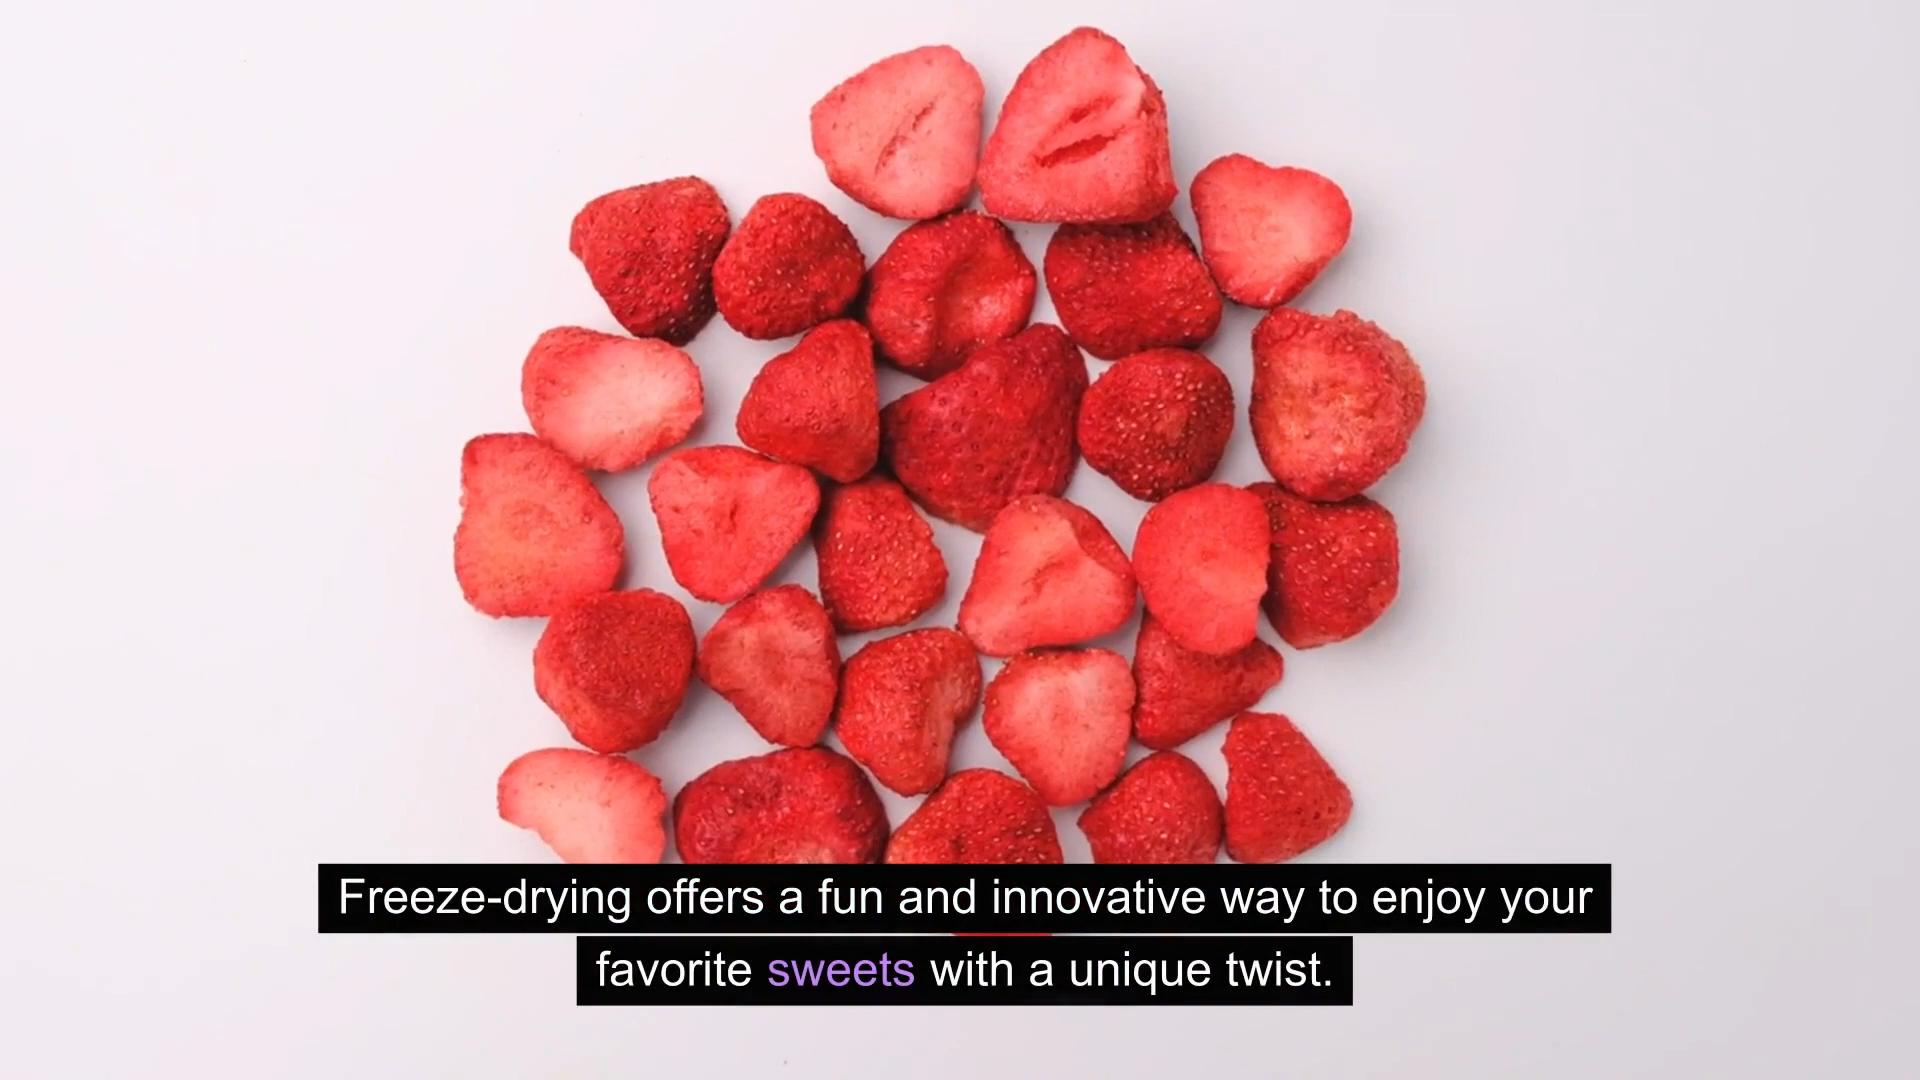 Freeze-drying offers a fun and innovative way to enjoy your
favorite sweets with a unique twist.